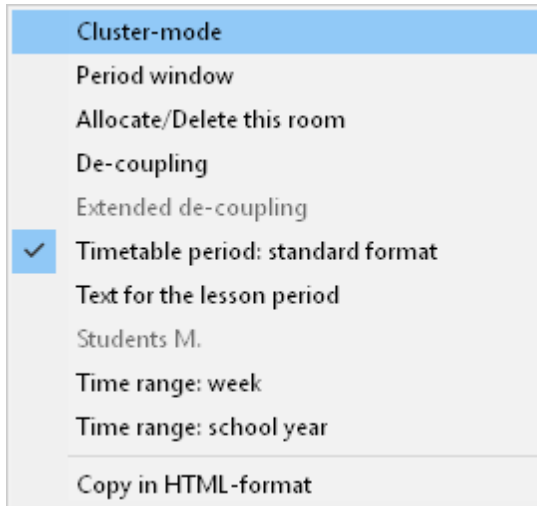 Cluster-mode
Period window
Allocate/Delete this room
De-coupling
Extended de-coupling
Timetable period: standard format
Text for the lesson period
Students M.
Time range: week
Time range: school year
Copy in HTML-format